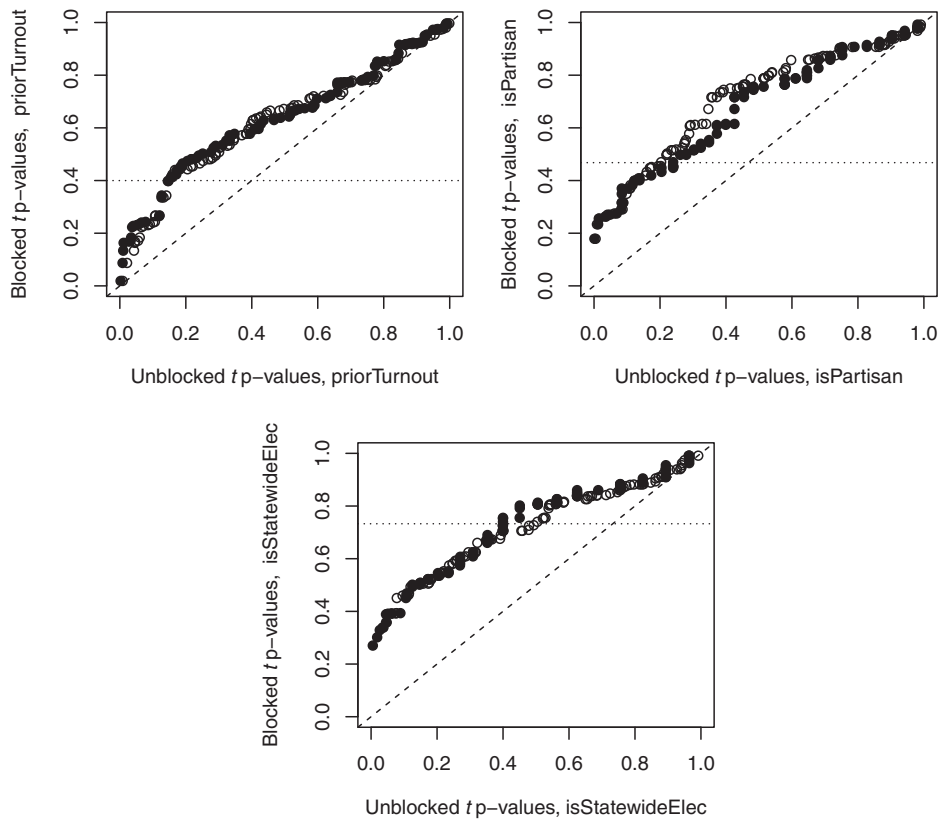 Blocked t p−values, priorTurnout
1.0
0.8
0.6
0.4
0.2
0.0
0.0 0.2 0.4 0.6 0.8 1.0
Unblocked t p−values, priorTurnout
Blocked t p−values, isPartisan
1.0
0.8
0.6
0.4
0.2
0.0
0.0 0.2 0.4 0.6 0.8 1.0
Unblocked t p−values, isPartisan
Blocked t p−values, isStatewideElec
1.0
0.8
0.6
0.4
0.2
0.0
0.0 0.2 0.4 0.6 0.8 1.0
Unblocked t p−values, isStatewideElec